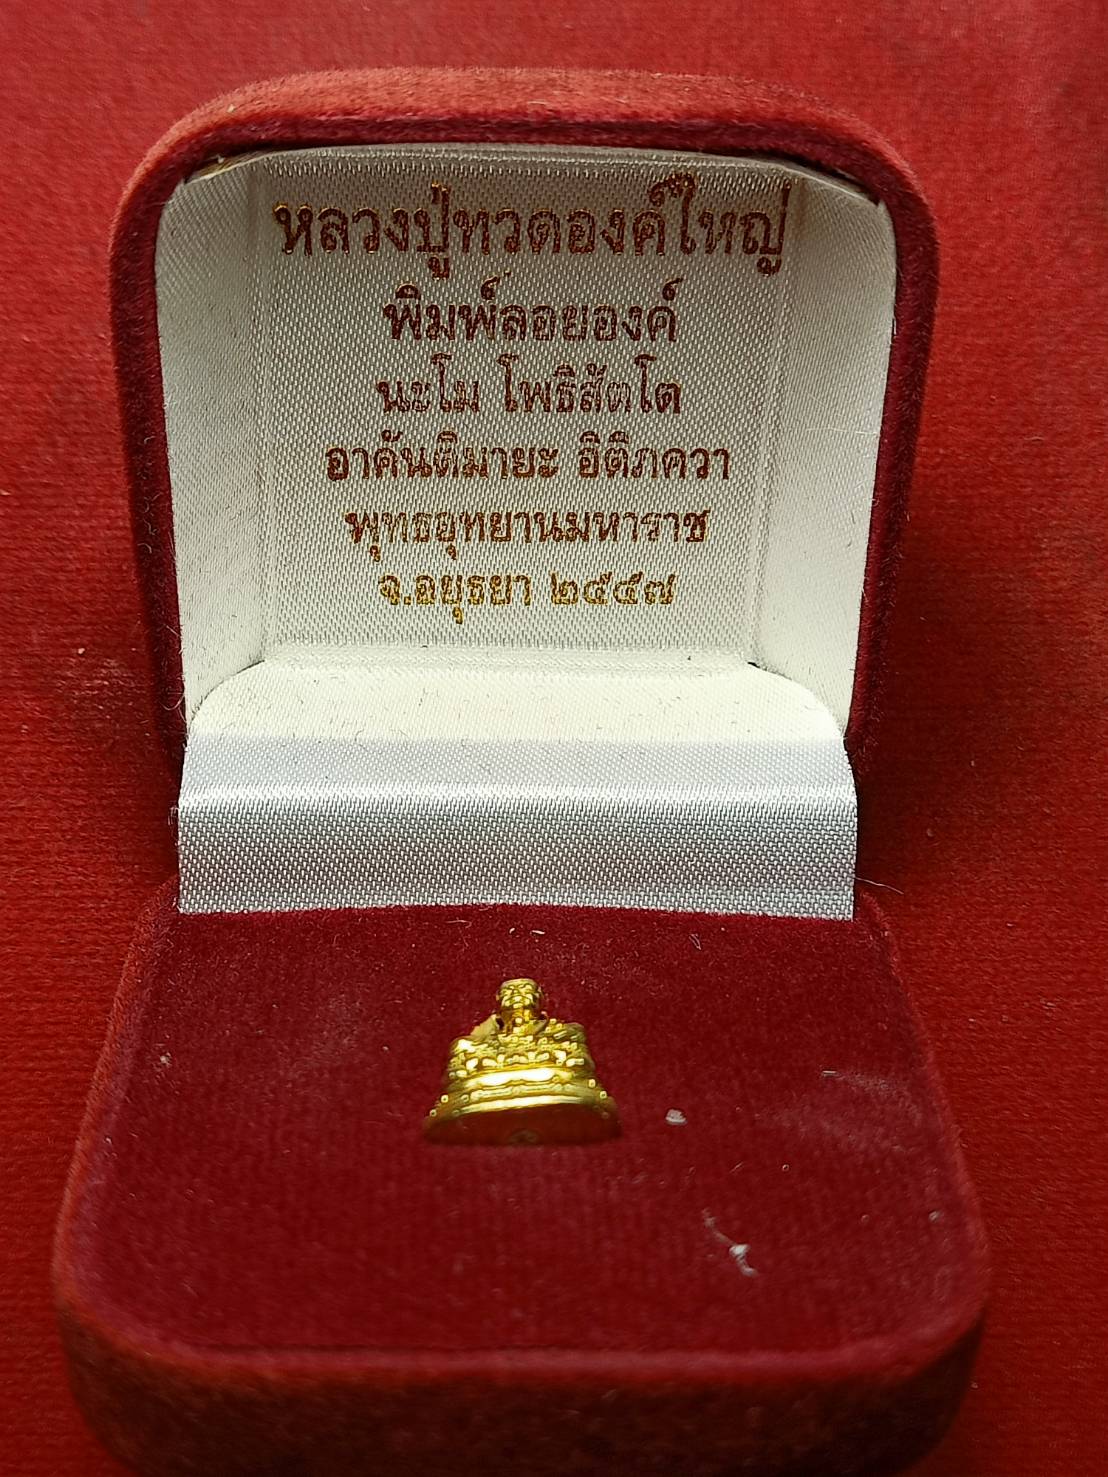 หลวงปู่ทวดองค์ใหญ่
พิมพ์ลอยองค์
นะโม โพธิสัตโต
อาคันติมายะ อิติภควา
พุทธอุทยานมหาราช
จ.อยุธยา ๒๕๕๗